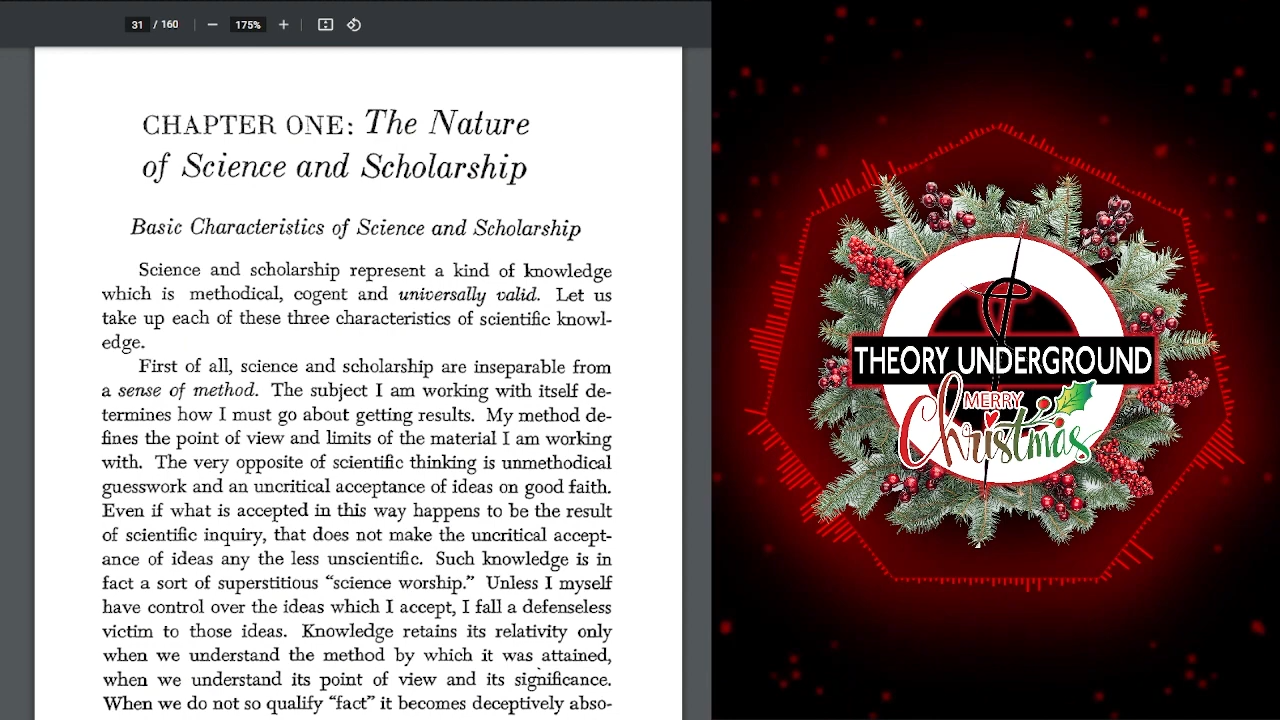 31 / 160
175%
CHAPTER ONE: The Nature
of Science and Scholarship
Basic Characteristics of Science and Scholarship
Science and scholarship represent a kind of knowledge
which is methodical, cogent and universally valid. Let us
take up each of these three characteristics of scientific knowl-
edge.
First of all, science and scholarship are inseparable from
a sense of method. The subject I am working with itself de-
termines how I must go about getting results. My method de-
fines the point of view and limits of the material I am working
with. The very opposite of scientific thinking is unmethodical
guesswork and an uncritical acceptance of ideas on good faith.
Even if what is accepted in this way happens to be the result
of scientific inquiry, that does not make the uncritical accept-
ance of ideas any the less unscientific. Such knowledge is in
fact a sort of superstitious “science worship.” Unless I myself
have control over the ideas which I accept, I fall a defenseless
victim to those ideas. Knowledge retains its relativity only
when we understand the method by which it was attained,
when we understand its point of view and its significance.
When we do not so qualify “fact” it becomes deceptively abso-
THEORY UNDERGROUND
MERRY
Christmas